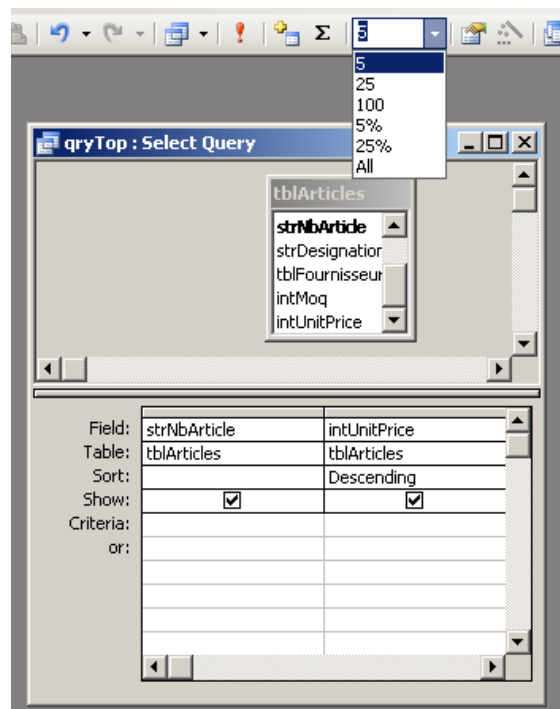 Σ 5
5
25
100
5%
25%
All
qryTop : Select Query
tblArticles
strNbArticle
strDesignation
tblFournisseur
intMoq
intUnitPrice
Field: strNbArticle intUnitPrice
Table: tblArticles tblArticles
Sort: Descending
Show:
Criteria:
or: